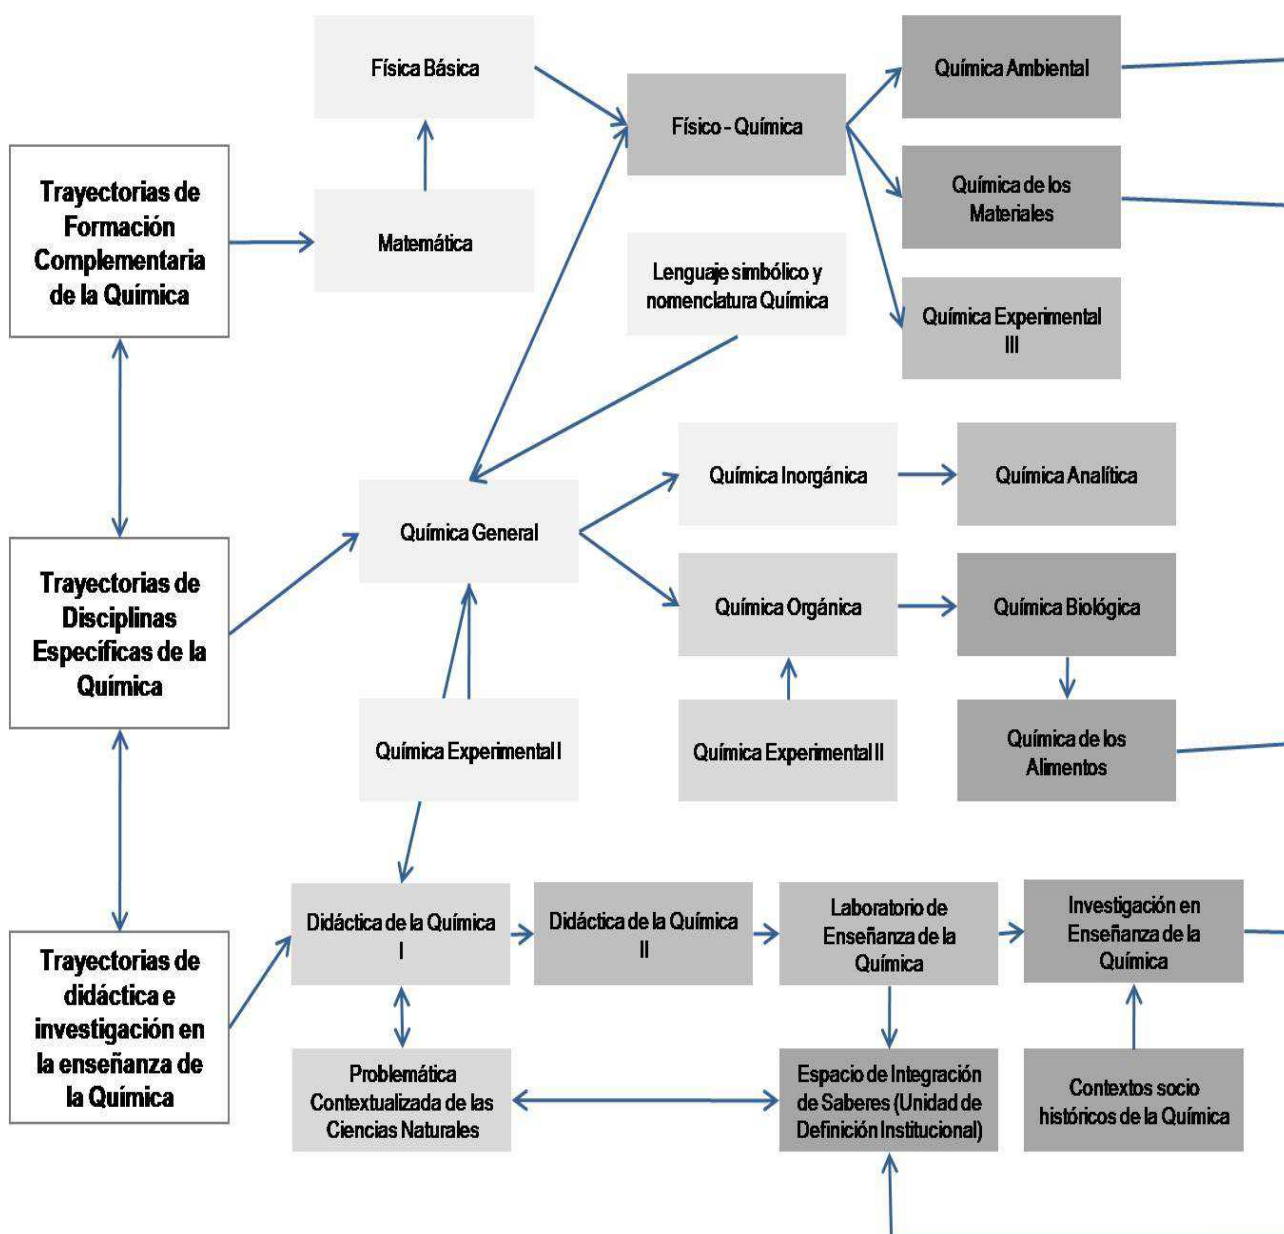 Física Básica
Química Ambiental
Físico - Química
Trayectorias de
Formación
Complementaria
de la Química
Matemática
Química de los
Materiales
Lenguaje simbólico y
nomenclatura Química
Química Experimental
III
Química Inorgánica
Química Analítica
Química General
Trayectorias de
Disciplinas
Específicas de la
Química
Química Orgánica
Química Biológica
Química Experimental I
Química Experimental II
Química de los
Alimentos
Didáctica de la Química
I
Didáctica de la Química
II
Laboratorio de
Enseñanza de la
Química
Investigación en
Enseñanza de la
Química
Trayectorias de
didáctica e
investigación en
la enseñanza de
la Química
Problemática
Contextualizada de las
Ciencias Naturales
Espacio de Integración
de Saberes (Unidad de
Definición Institucional)
Contextos socio
históricos de la Química